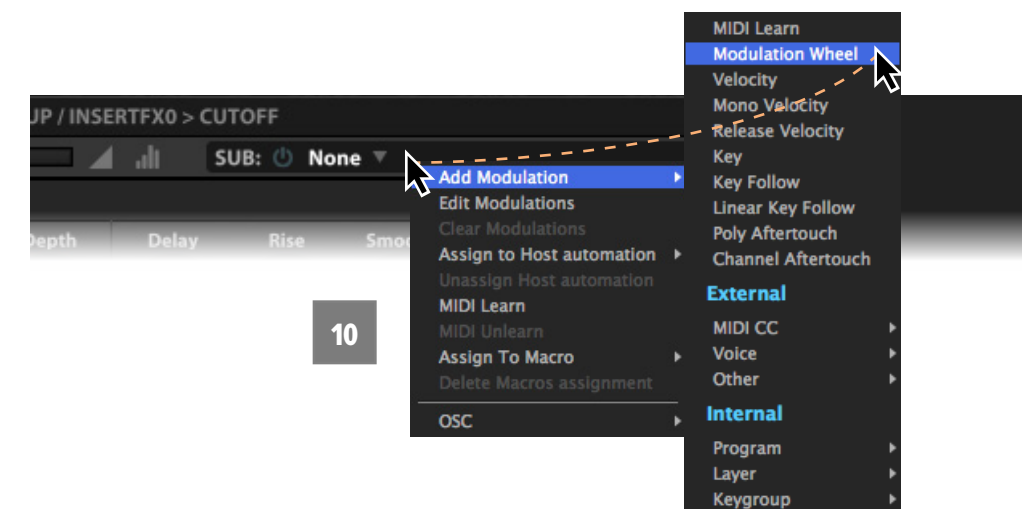 UP / INSERTFX0 > CUTOFF
SUB: None
Depth Delay Rise
10
Add Modulation
Edit Modulations
Clear Modulations
Assign to Host automation
Unassign Host automation
MIDI Learn
MIDI Unlearn
Assign To Macro
Delete Macros assignment
OSC
MIDI Learn
Modulation Wheel
Velocity
Mono Velocity
Release Velocity
Key
Key Follow
Linear Key Follow
Poly Aftertouch
Channel Aftertouch
External
MIDI CC
Voice
Other
Internal
Program
Layer
Keygroup